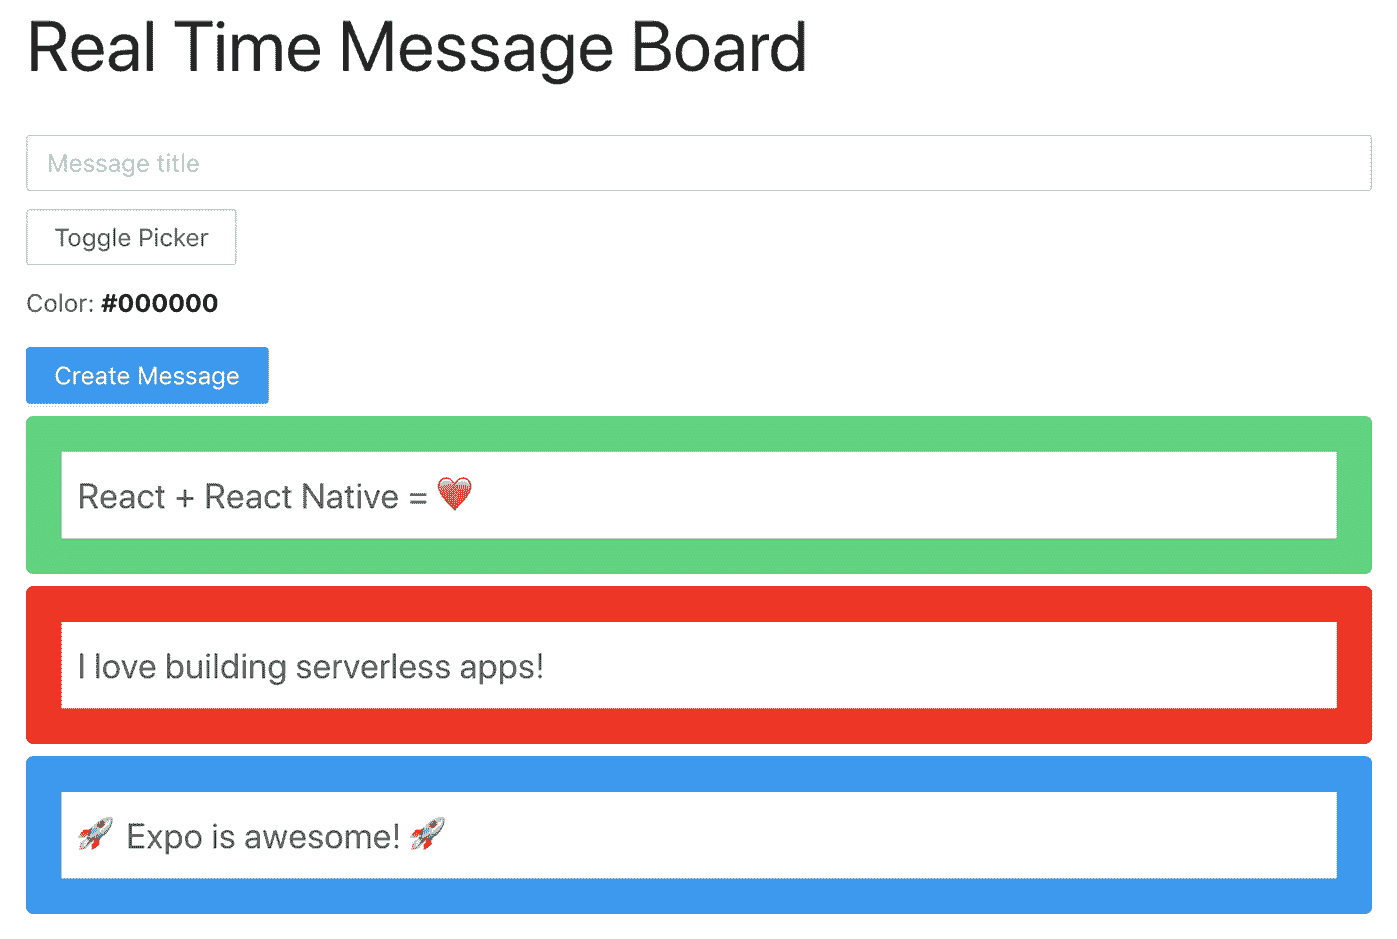 Real Time Message Board
Message title
Toggle Picker
Color: #000000
Create Message
React + React Native = ❤️
I love building serverless apps!
🚀 Expo is awesome! 🚀